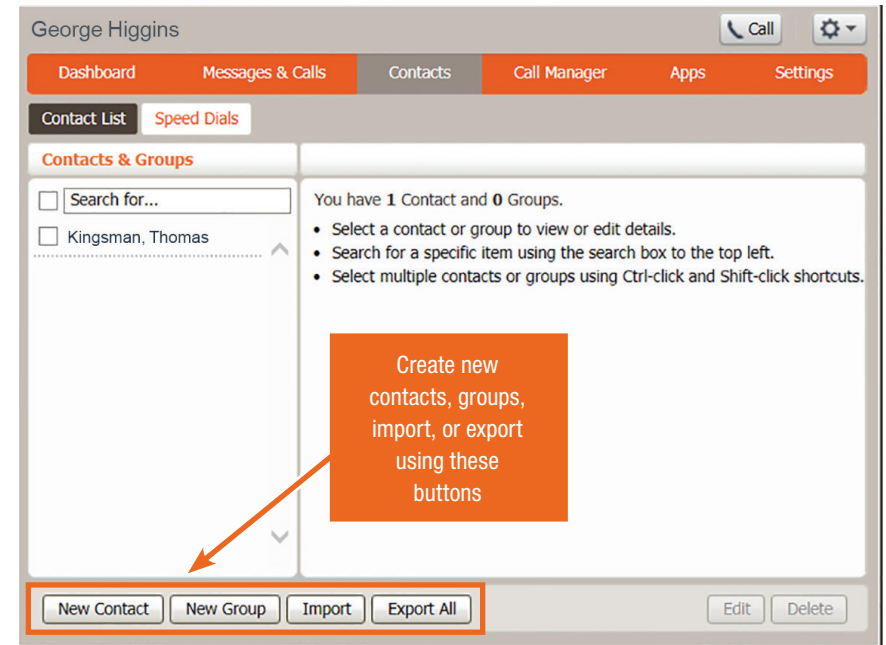 George Higgins
Call
Dashboard Messages & Calls Contacts Call Manager Apps Settings
Contact List Speed Dials
Contacts & Groups
Search for...
Kingsman, Thomas
You have 1 Contact and 0 Groups.
• Select a contact or group to view or edit details.
• Search for a specific item using the search box to the top left.
• Select multiple contacts or groups using Ctrl-click and Shift-click shortcuts.
Create new
contacts, groups,
import, or export
using these
buttons
New Contact New Group Import Export All Edit Delete